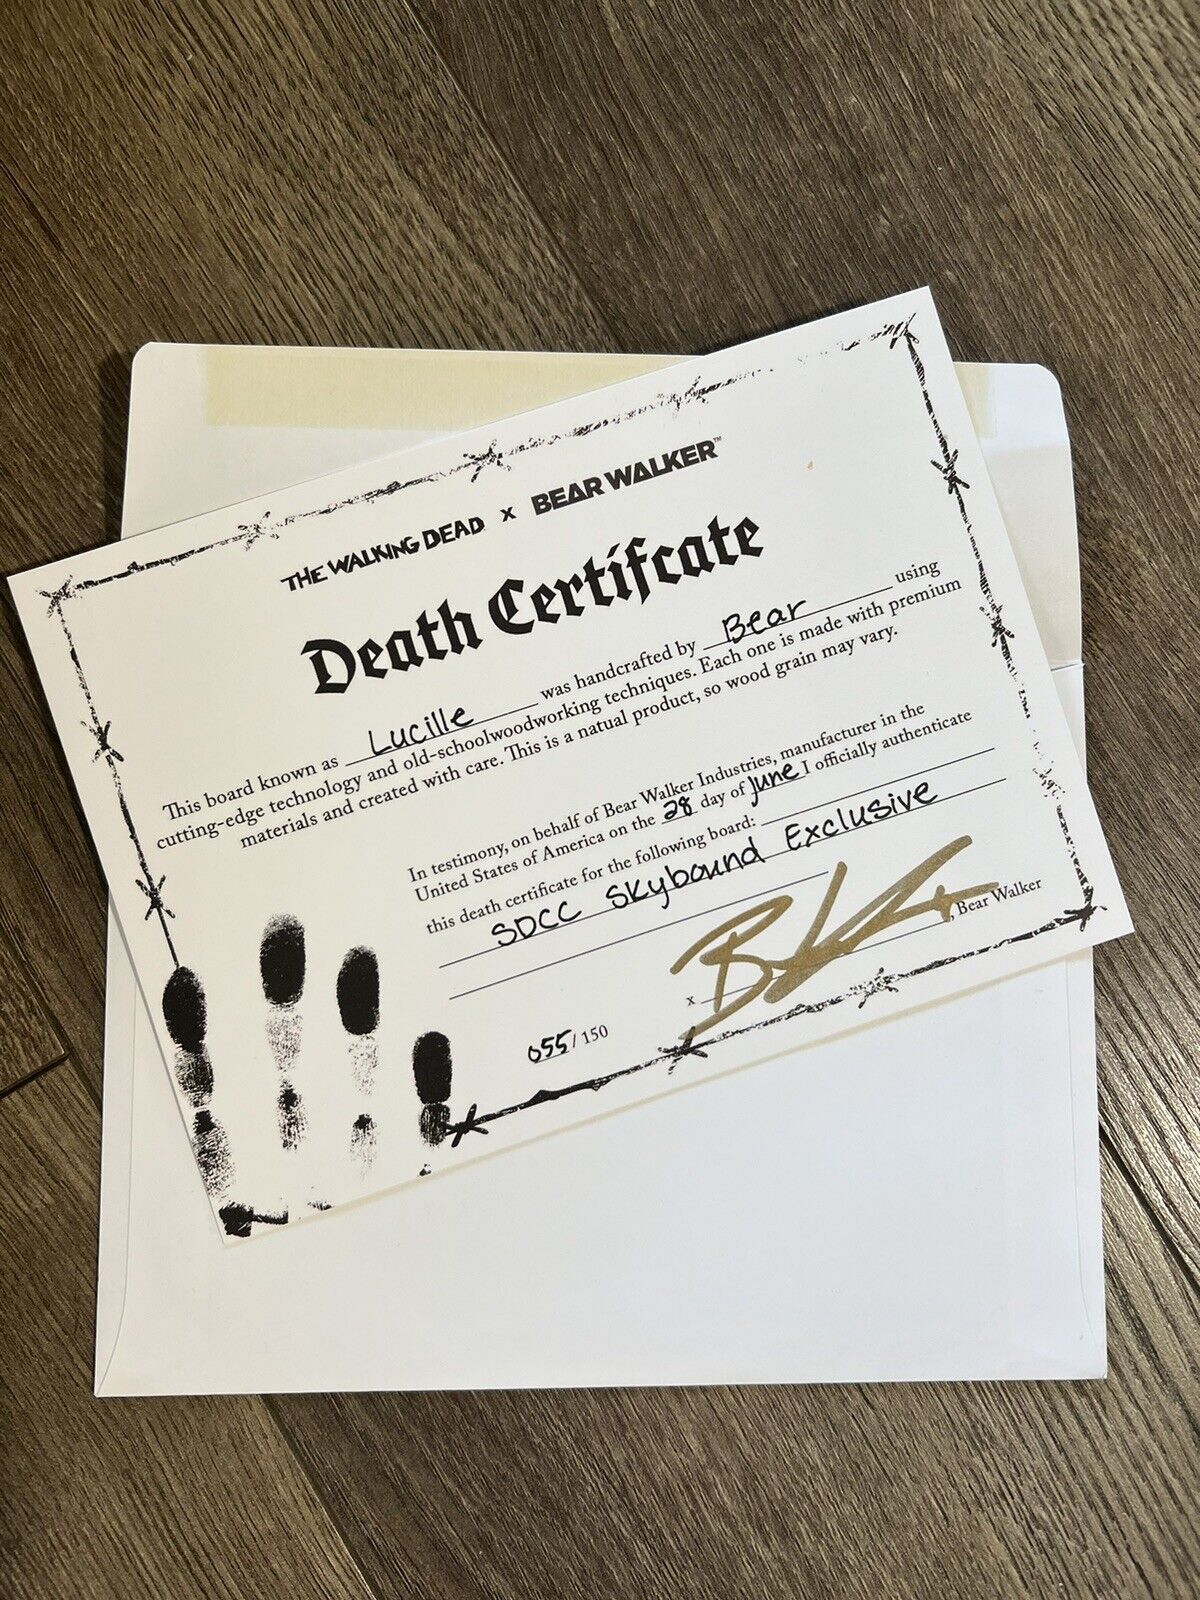 THE WALKING DEAD x BEAR WALKER™
Death Certifcate
This board known as Lucille was handcrafted by Bear using
cutting-edge technology and old-schoolwoodworking techniques. Each one is made with premium
materials and created with care. This is a natual product, so wood grain may vary.
In testimony, on behalf of Bear Walker Industries, manufacturer in the
United States of America on the 28 day of June I officially authenticate
this death certificate for the following board:
SDCC Skybound Exclusive
x , Bear Walker
055/150